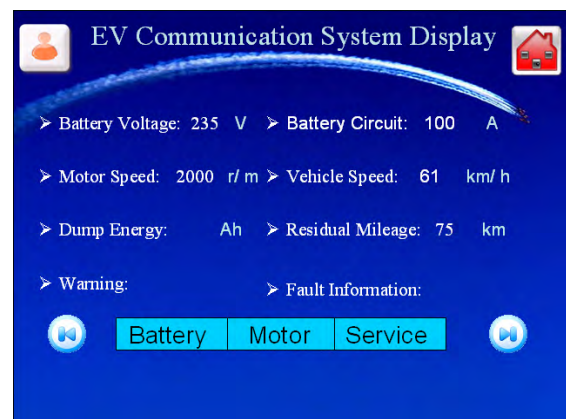 EV Communication System Display
➢ Battery Voltage: 235 V ➢ Battery Circuit: 100 A
➢ Motor Speed: 2000 r/ m ➢ Vehicle Speed: 61 km/ h
➢ Dump Energy: Ah ➢ Residual Mileage: 75 km
➢ Warning: ➢ Fault Information:
Battery Motor Service